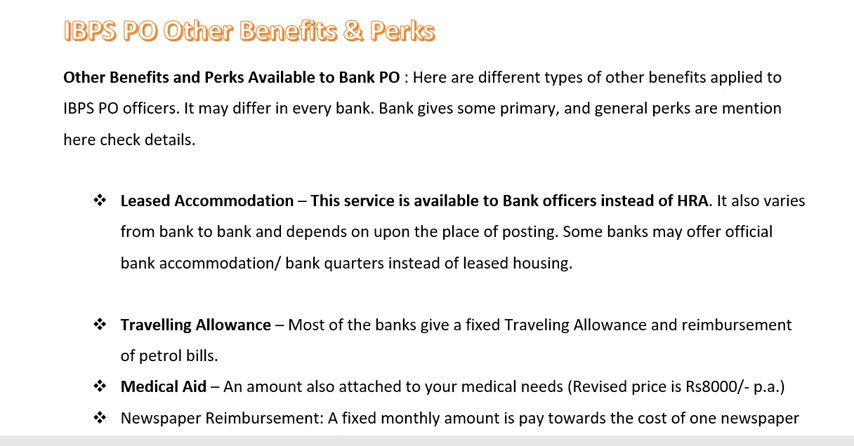 IBPS PO Other Benefits & Perks
Other Benefits and Perks Available to Bank PO : Here are different types of other benefits applied to
IBPS PO officers. It may differ in every bank. Bank gives some primary, and general perks are mention
here check details.
❖ Leased Accommodation – This service is available to Bank officers instead of HRA. It also varies
from bank to bank and depends on upon the place of posting. Some banks may offer official
bank accommodation/ bank quarters instead of leased housing.
❖ Travelling Allowance – Most of the banks give a fixed Traveling Allowance and reimbursement
of petrol bills.
❖ Medical Aid – An amount also attached to your medical needs (Revised price is Rs8000/- p.a.)
❖ Newspaper Reimbursement: A fixed monthly amount is pay towards the cost of one newspaper